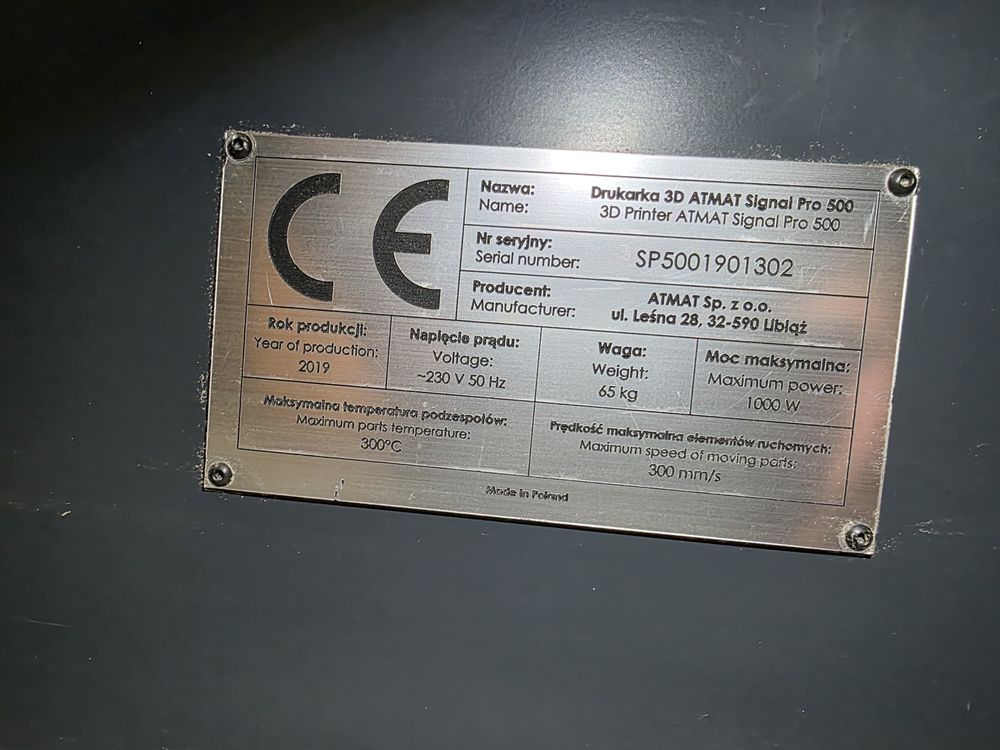 CE
Nazwa: Drukarka 3D ATMAT Signal Pro 500
Name: 3D Printer ATMAT Signal Pro 500
Nr seryjny:
Serial number: SP5001901302
Producent: ATMAT Sp. z o.o.
Manufacturer: ul. Leśna 28, 32-590 Libiąż
Rok produkcji:
Year of production:
2019
Napięcie prądu:
Voltage:
~230 V 50 Hz
Waga:
Weight:
65 kg
Moc maksymalna:
Maximum power:
1000 W
Maksymalna temperatura podzespołów:
Maximum parts temperature:
300°C
Prędkość maksymalna elementów ruchomych:
Maximum speed of moving parts:
300 mm/s
Made in Poland